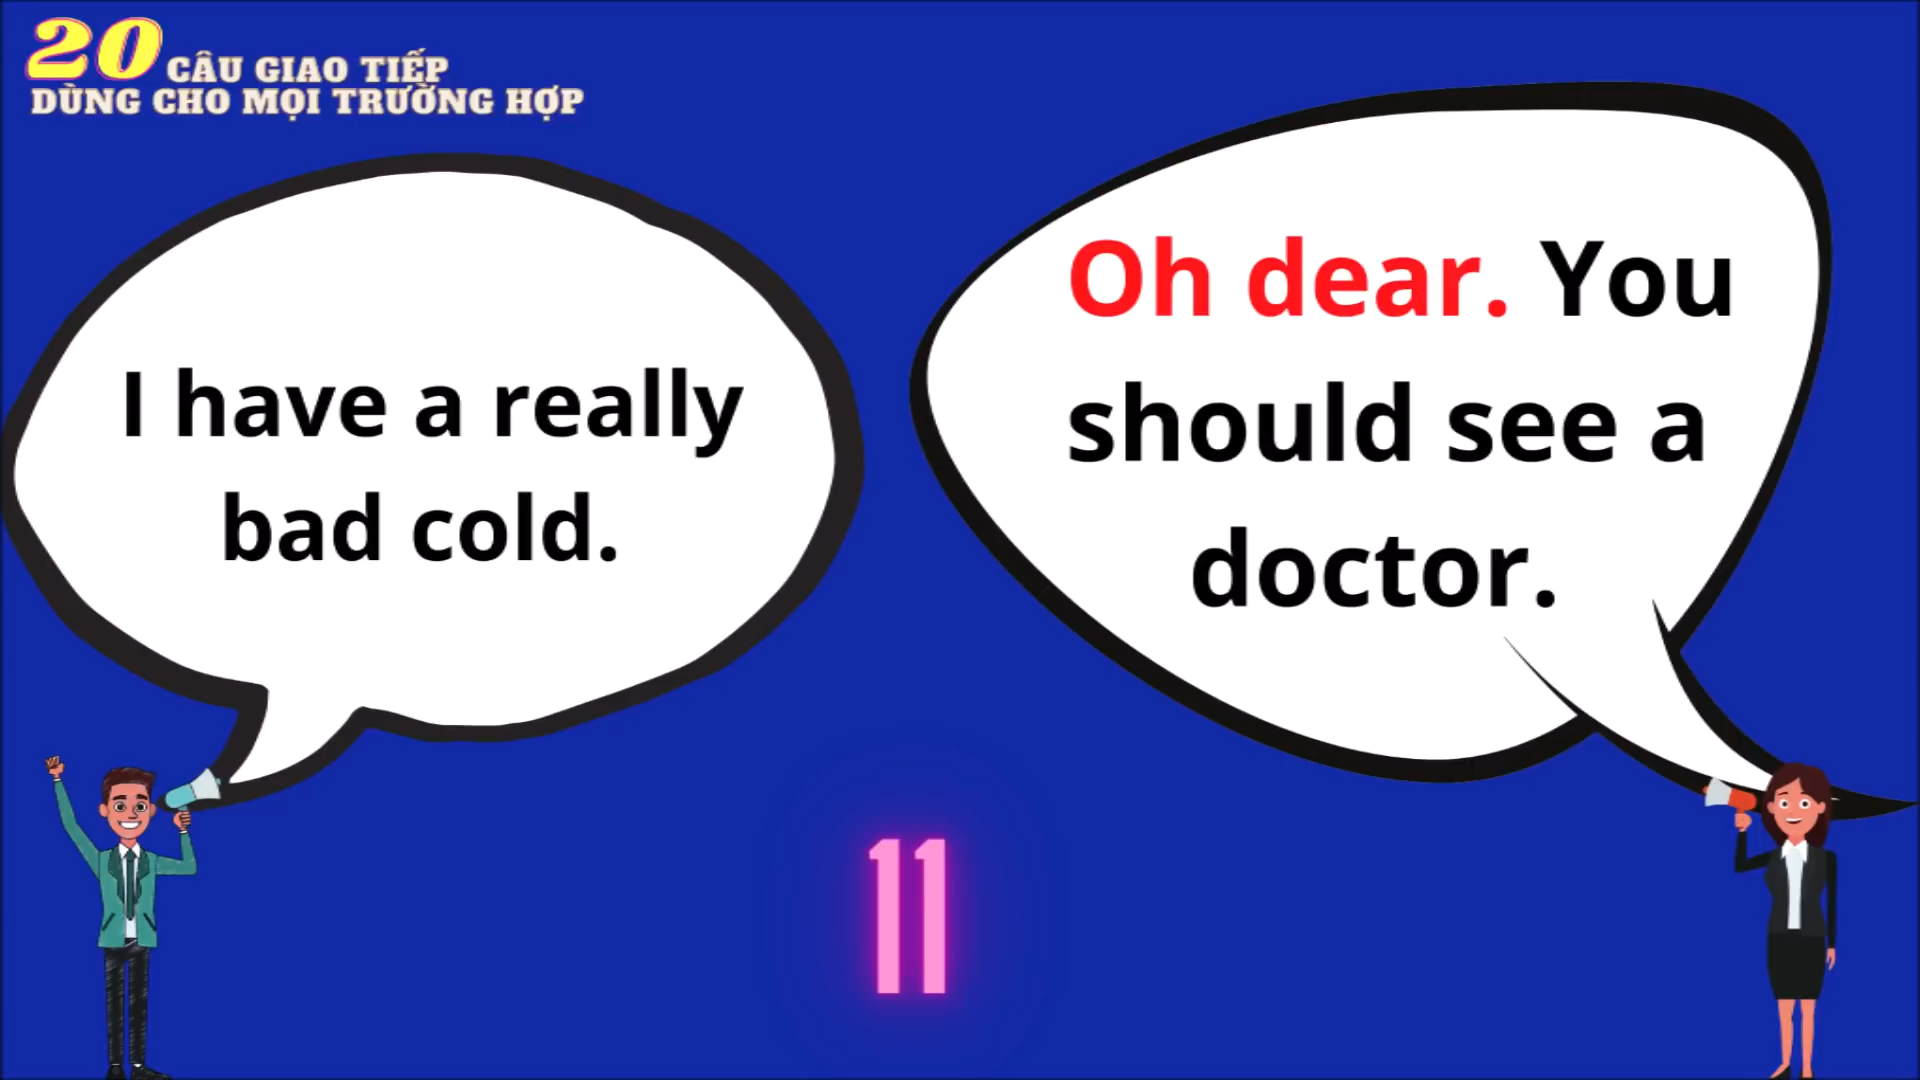 20 CÂU GIAO TIẾP
DÙNG CHO MỌI TRƯỜNG HỢP
I have a really
bad cold.
Oh dear. You
should see a
doctor.
11